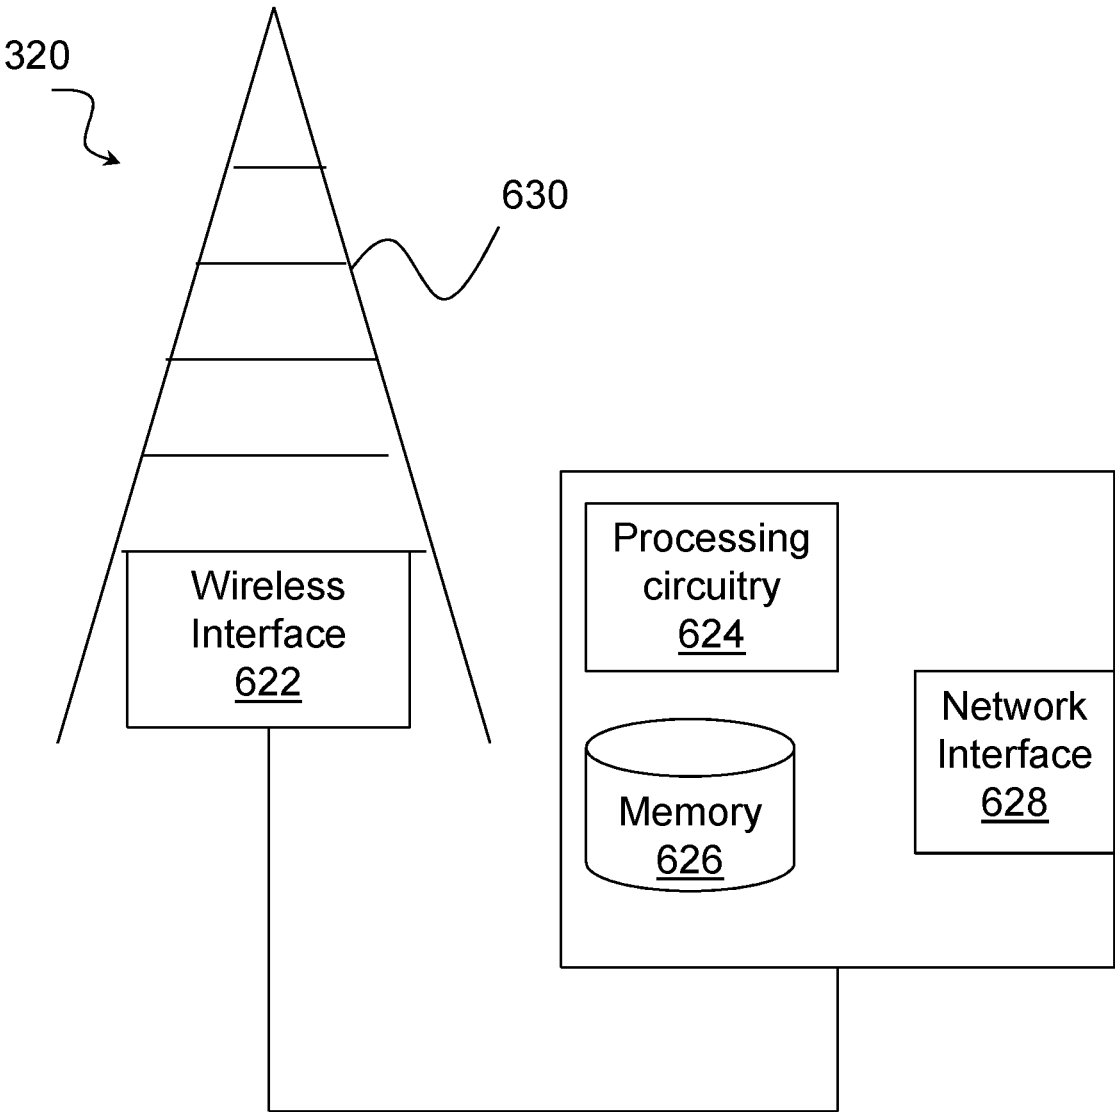 320
630
Processing
circuitry
624
Wireless
Interface
622
Network
Interface
628
Memory
626